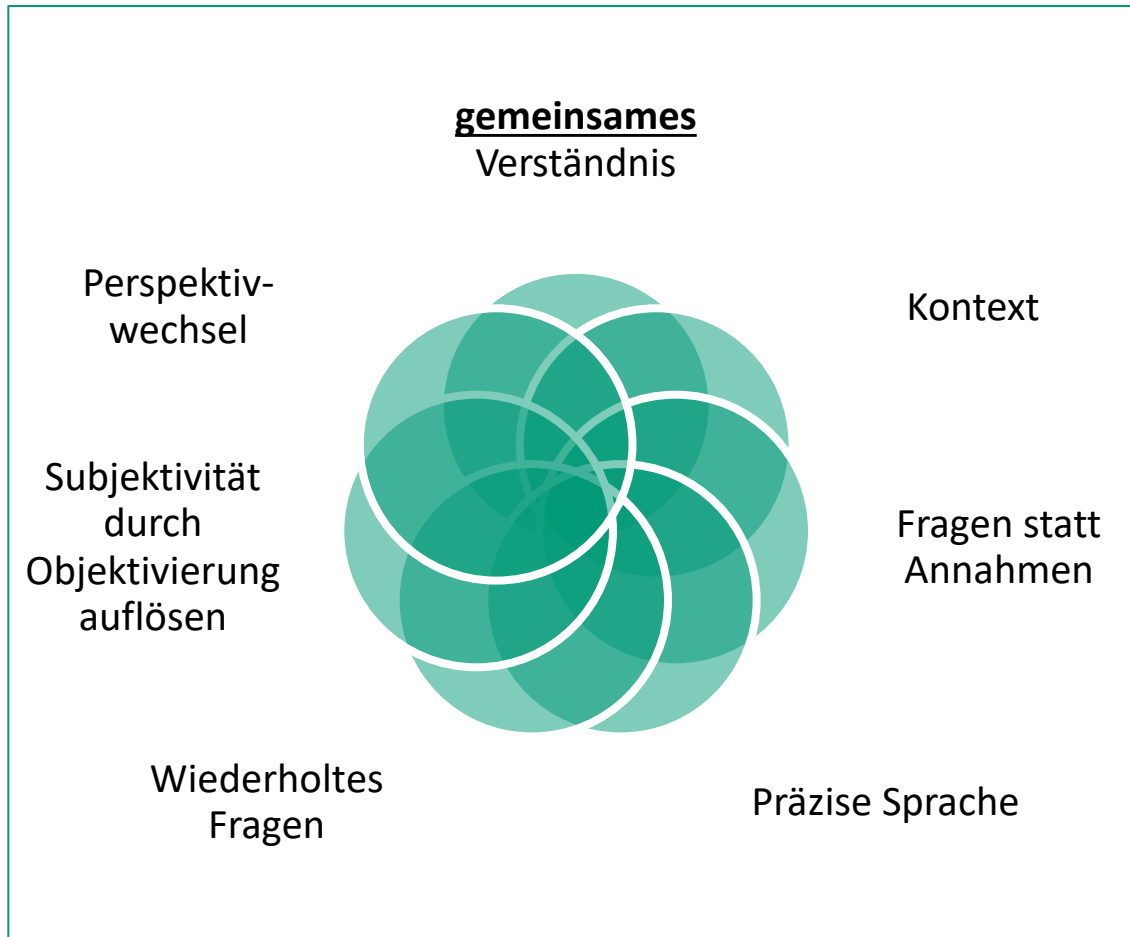 gemeinsames
Verständnis
Perspektiv-
wechsel
Kontext
Subjektivität
durch
Objektivierung
auflösen
Fragen statt
Annahmen
Wiederholtes
Fragen
Präzise Sprache